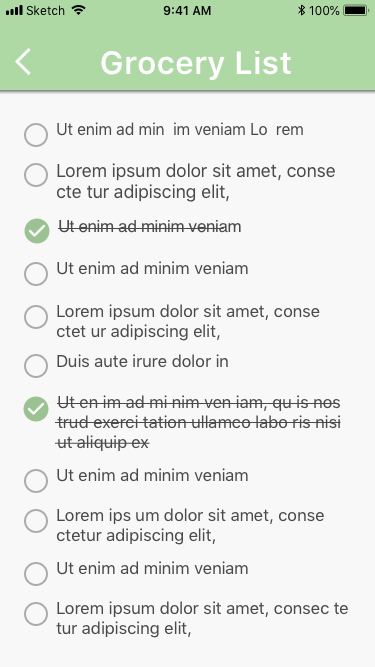 Sketch 9:41 AM 100%
Grocery List
Ut enim ad min im veniam Lo rem
Lorem ipsum dolor sit amet, conse
cte tur adipiscing elit,
Ut enim ad minim veniam
Ut enim ad minim veniam
Lorem ipsum dolor sit amet, conse
ctet ur adipiscing elit,
Duis aute irure dolor in
Ut en im ad mi nim ven iam, qu is nos
trud exerci tation ullamco labo ris nisi
ut aliquip ex
Ut enim ad minim veniam
Lorem ips um dolor sit amet, conse
ctetur adipiscing elit,
Ut enim ad minim veniam
Lorem ipsum dolor sit amet, consec te
tur adipiscing elit,